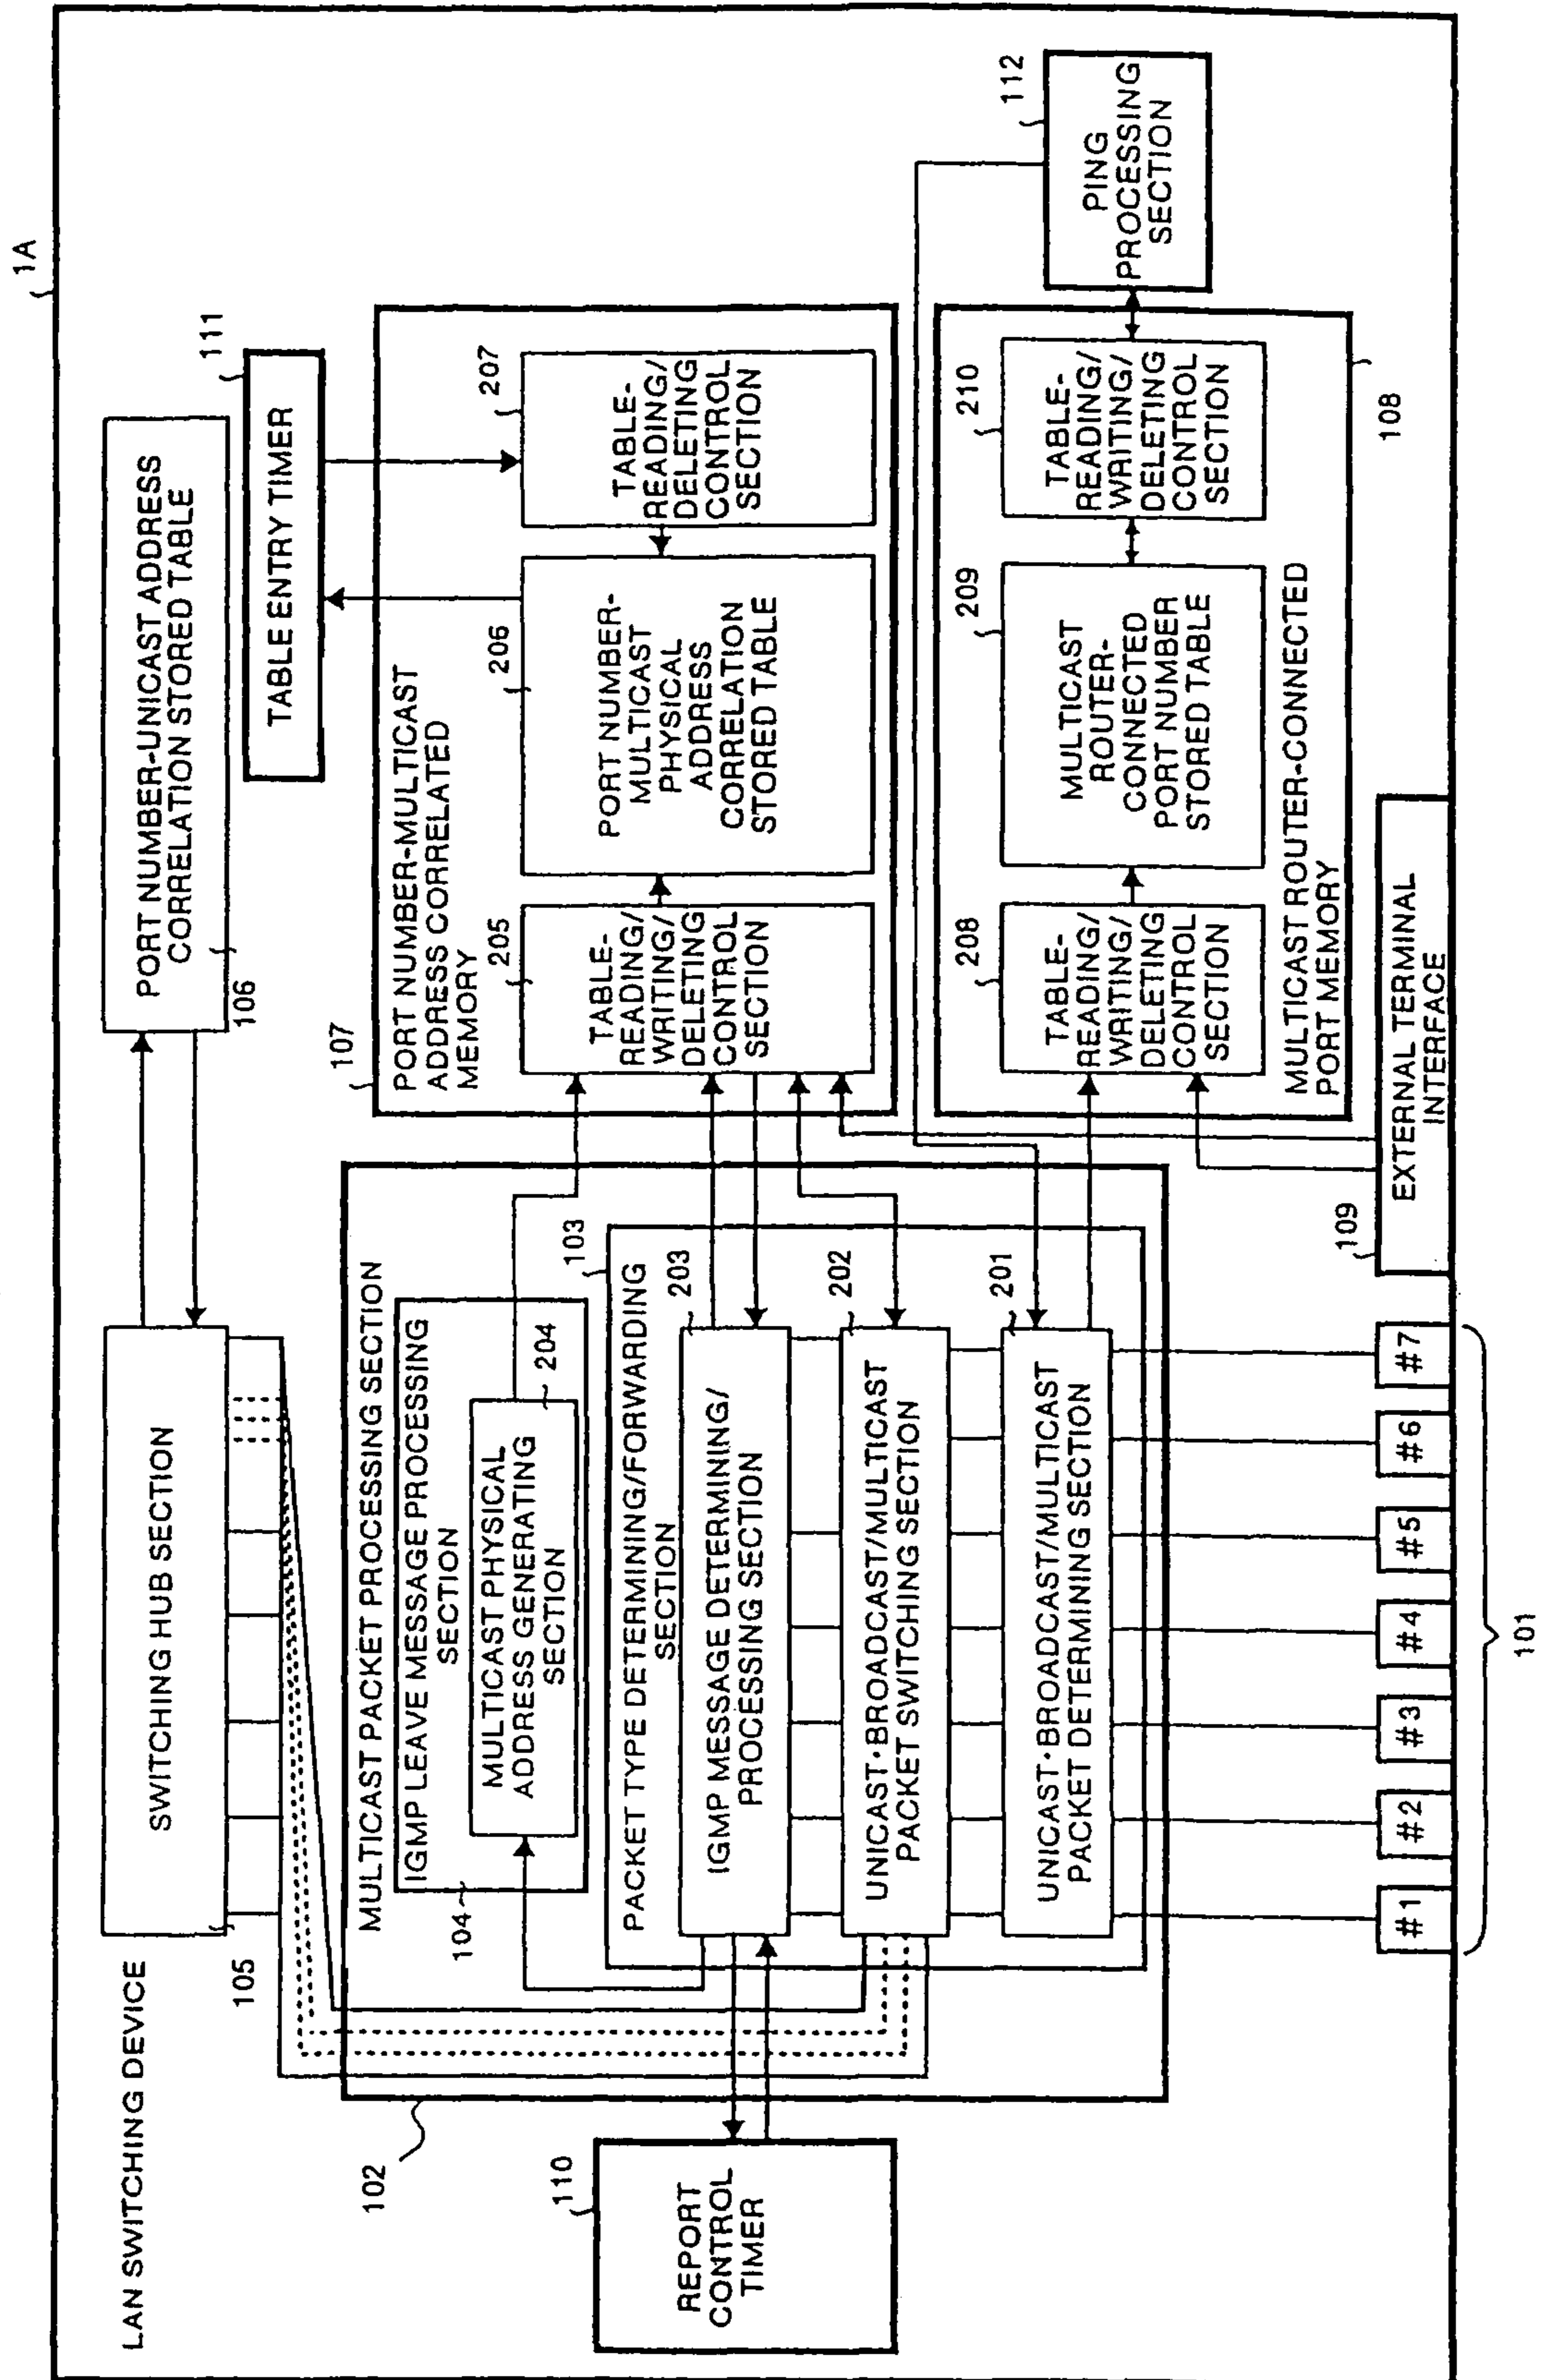 1A
LAN SWITCHING DEVICE
SWITCHING HUB SECTION
105
PORT NUMBER-UNICAST ADDRESS
CORRELATION STORED TABLE
106
111
TABLE ENTRY TIMER
102
MULTICAST PACKET PROCESSING SECTION
IGMP LEAVE MESSAGE PROCESSING
SECTION
104
MULTICAST PHYSICAL
ADDRESS GENERATING
SECTION
204
103
PACKET TYPE DETERMINING/FORWARDING
SECTION
203
IGMP MESSAGE DETERMINING/
PROCESSING SECTION
202
UNICAST·BROADCAST/MULTICAST
PACKET SWITCHING SECTION
201
UNICAST·BROADCAST/MULTICAST
PACKET DETERMINING SECTION
110
REPORT
CONTROL
TIMER
107
PORT NUMBER-MULTICAST
ADDRESS CORRELATED
MEMORY
205
TABLE-
READING/
WRITING/
DELETING
CONTROL
SECTION
206
PORT NUMBER-
MULTICAST
PHYSICAL
ADDRESS
CORRELATION
STORED TABLE
207
TABLE-
READING/
DELETING
CONTROL
SECTION
112
PING
PROCESSING
SECTION
208
TABLE-
READING/
WRITING/
DELETING
CONTROL
SECTION
209
MULTICAST
ROUTER-
CONNECTED
PORT NUMBER
STORED TABLE
210
TABLE-
READING/
WRITING/
DELETING
CONTROL
SECTION
MULTICAST ROUTER-CONNECTED
PORT MEMORY
108
109
EXTERNAL TERMINAL
INTERFACE
#1
#2
#3
#4
#5
#6
#7
101